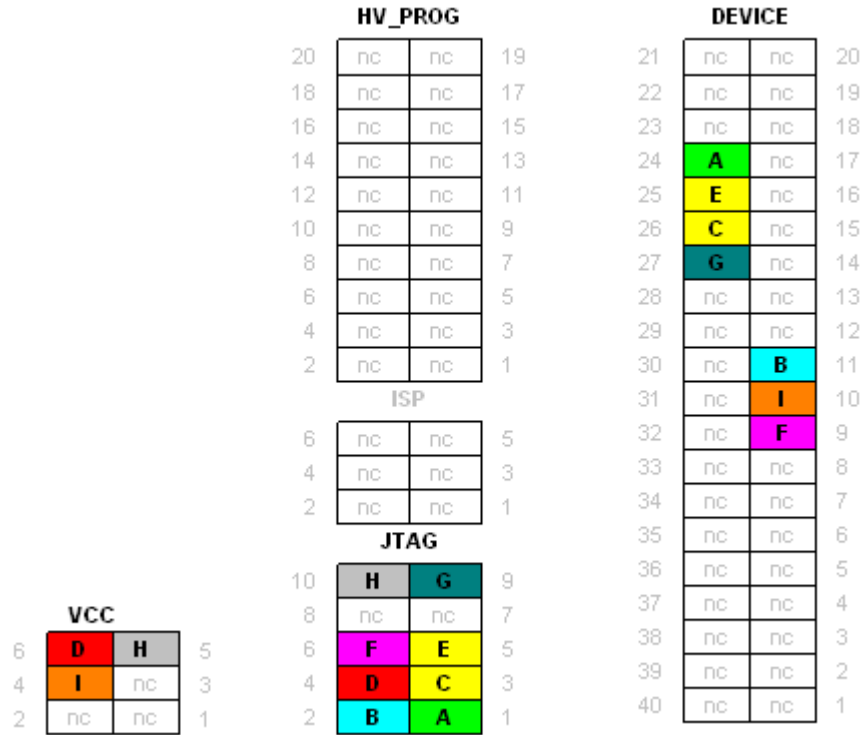 HV_PROG DEVICE
20 nc nc 19 21 nc nc 20
18 nc nc 17 22 nc nc 19
16 nc nc 15 23 nc nc 18
14 nc nc 13 24 A nc 17
12 nc nc 11 25 E nc 16
10 nc nc 9 26 C nc 15
8 nc nc 7 27 G nc 14
6 nc nc 5 28 nc nc 13
4 nc nc 3 29 nc nc 12
2 nc nc 1 30 nc B 11
ISP 31 nc I 10
6 nc nc 5 32 nc F 9
4 nc nc 3 33 nc nc 8
2 nc nc 1 34 nc nc 7
JTAG 35 nc nc 6
10 H G 9 36 nc nc 5
VCC 8 nc nc 7 37 nc nc 4
6 D H 5 6 F E 5 38 nc nc 3
4 I nc 3 4 D C 3 39 nc nc 2
2 nc nc 1 2 B A 1 40 nc nc 1